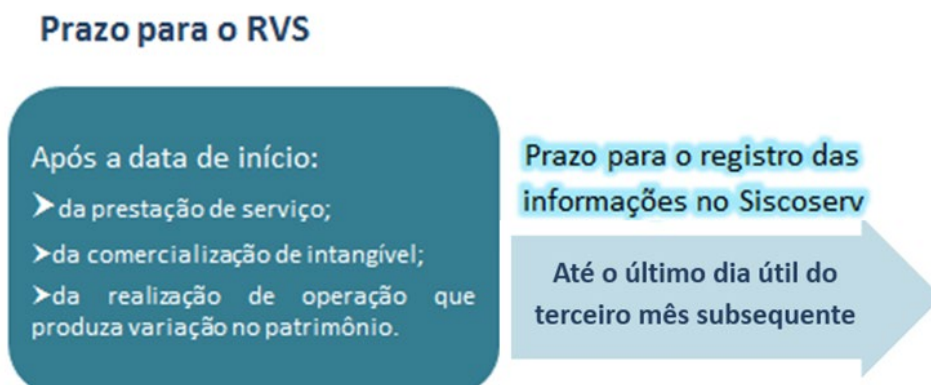 Prazo para o RVS
Após a data de início:
➤da prestação de serviço;
➤da comercialização de intangível;
➤da realização de operação que
produza variação no patrimônio.
Prazo para o registro das
informações no Siscoserv
Até o último dia útil do
terceiro mês subsequente